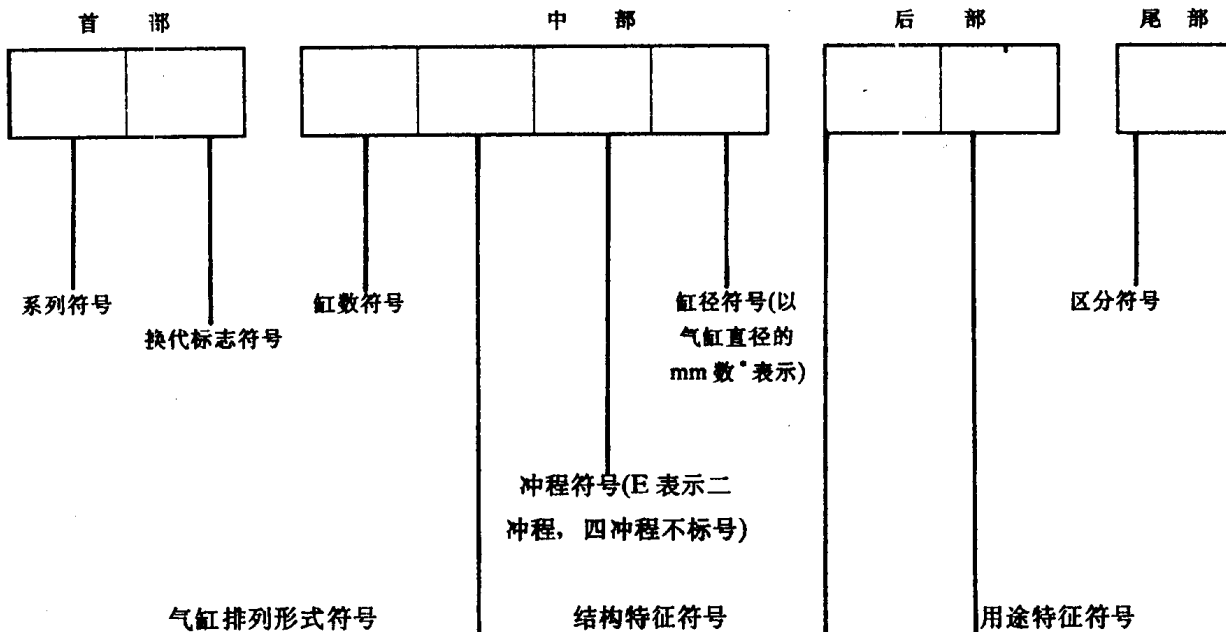 首 部 中 部 后 部 尾 部
系列符号
换代标志符号
缸数符号
缸径符号(以
气缸直径的
mm 数*表示)
区分符号
冲程符号(E 表示二
冲程，四冲程不标号)
气缸排列形式符号
结构特征符号
用途特征符号